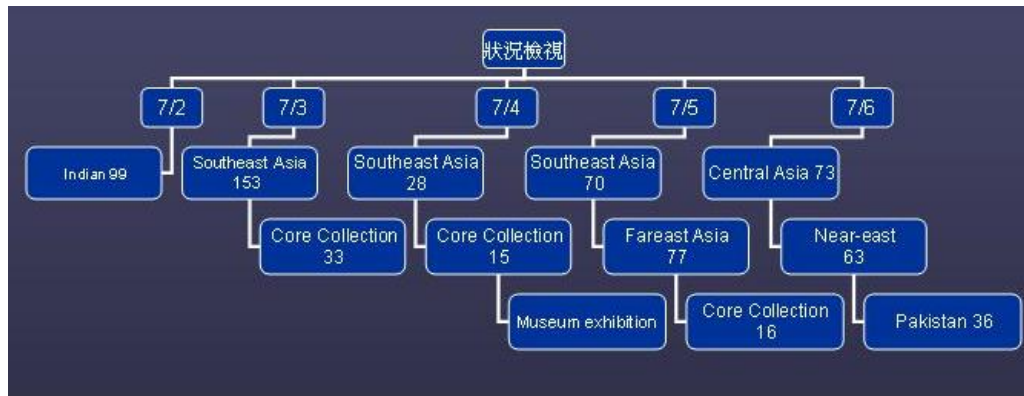 狀況檢視
7/2
7/3
7/4
7/5
7/6
Indian 99
Southeast Asia
153
Southeast Asia
28
Southeast Asia
70
Central Asia 73
Core Collection
33
Core Collection
15
Fareast Asia
77
Near-east
63
Museum exhibition
Core Collection
16
Pakistan 36